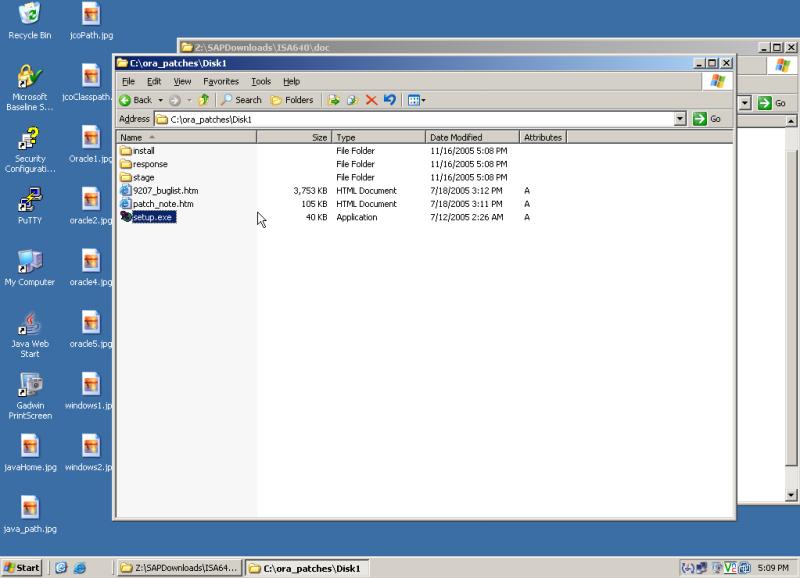 Recycle Bin
jcoPath.jpg
Microsoft
Baseline S...
jcoClasspath.
Security
Configurati...
Oracle1.jpg
PuTTY
oracle2.jpg
My Computer
oracle4.jpg
Java Web
Start
oracle5.jpg
Gadwin
PrintScreen
windows1.jp
javaHome.jpg
windows2.jp
java_path.jpg
Z:\SAPDownloads\ISA640\doc
Go
C:\ora_patches\Disk1
File Edit View Favorites Tools Help
Back Search Folders
Address C:\ora_patches\Disk1 Go
Name Size Type Date Modified Attributes
install File Folder 11/16/2005 5:08 PM
response File Folder 11/16/2005 5:08 PM
stage File Folder 11/16/2005 5:08 PM
9207_buglist.htm 3,753 KB HTML Document 7/18/2005 3:12 PM A
patch_note.htm 105 KB HTML Document 7/18/2005 3:11 PM A
setup.exe 40 KB Application 7/12/2005 2:26 AM A
Start Z:\SAPDownloads\ISA64... C:\ora_patches\Disk1 V2 5:09 PM